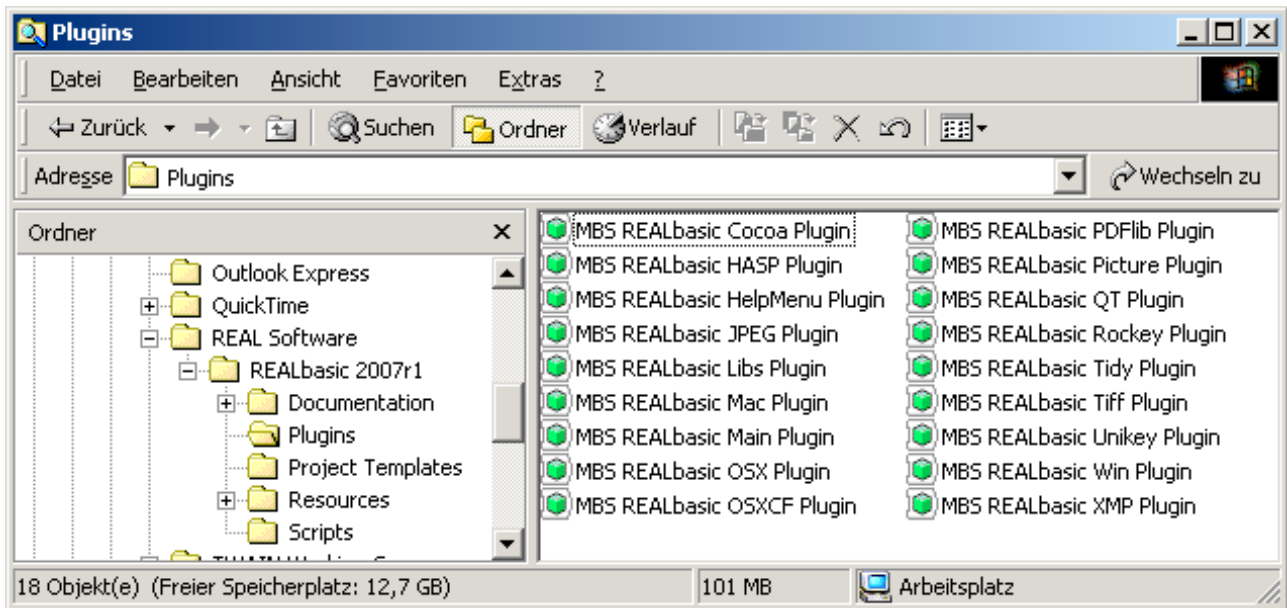 Plugins
Datei Bearbeiten Ansicht Favoriten Extras ?
Zurück Suchen Ordner Verlauf
Adresse Plugins Wechseln zu
Ordner
Outlook Express
QuickTime
REAL Software
REALbasic 2007r1
Documentation
Plugins
Project Templates
Resources
Scripts
MBS REALbasic Cocoa Plugin
MBS REALbasic HASP Plugin
MBS REALbasic HelpMenu Plugin
MBS REALbasic JPEG Plugin
MBS REALbasic Libs Plugin
MBS REALbasic Mac Plugin
MBS REALbasic Main Plugin
MBS REALbasic OSX Plugin
MBS REALbasic OSXCF Plugin
MBS REALbasic PDFlib Plugin
MBS REALbasic Picture Plugin
MBS REALbasic QT Plugin
MBS REALbasic Rockey Plugin
MBS REALbasic Tidy Plugin
MBS REALbasic Tiff Plugin
MBS REALbasic Unikey Plugin
MBS REALbasic Win Plugin
MBS REALbasic XMP Plugin
18 Objekt(e) (Freier Speicherplatz: 12,7 GB) 101 MB Arbeitsplatz